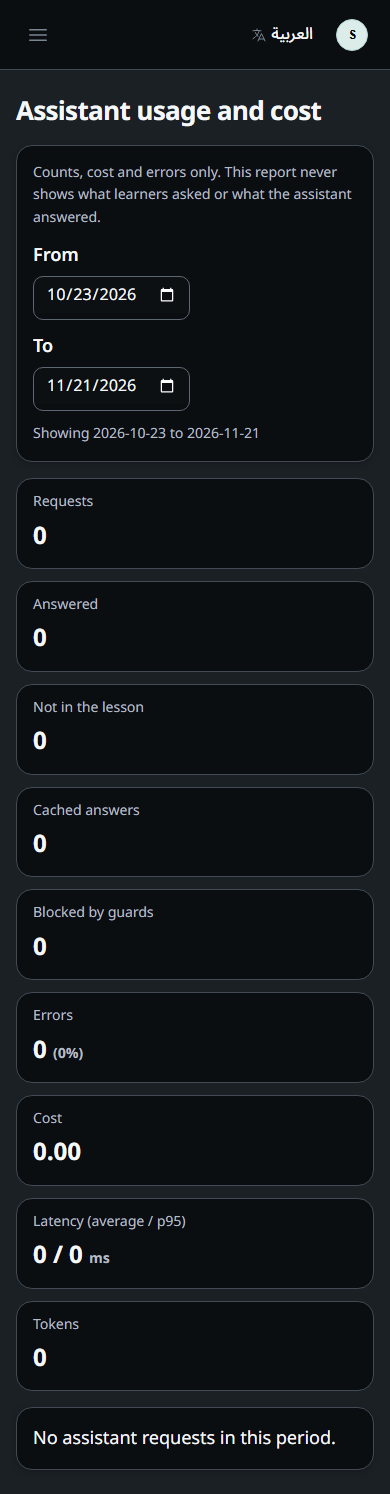 العربية
S
Assistant usage and cost
Counts, cost and errors only. This report never
shows what learners asked or what the assistant
answered.
From
10/23/2026
To
11/21/2026
Showing 2026-10-23 to 2026-11-21
Requests
0
Answered
0
Not in the lesson
0
Cached answers
0
Blocked by guards
0
Errors
0 (0%)
Cost
0.00
Latency (average / p95)
0 / 0 ms
Tokens
0
No assistant requests in this period.